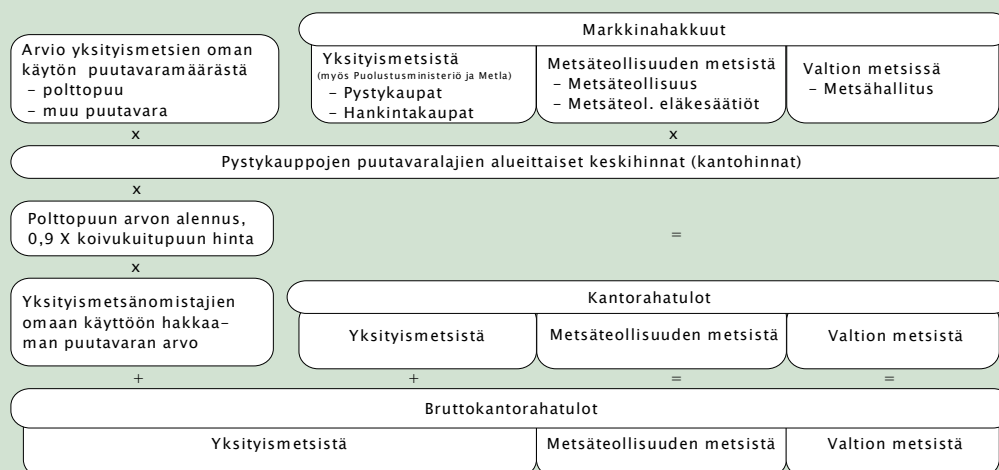 Markkinahakkuut
Arvio yksityismetsien oman
käytön puutavaramäärästä
– polttopuu
– muu puutavara
Yksityismetsistä
(myös Puolustusministeriö ja Metla)
– Pystykaupat
– Hankintakaupat
Metsäteollisuuden metsistä
– Metsäteollisuus
– Metsäteol. eläkesäätiöt
Valtion metsissä
– Metsähallitus
x x
Pystykauppojen puutavaralajien alueittaiset keskihinnat (kantohinnat)
x
Polttopuun arvon alennus,
0,9 X koivukuitupuun hinta
=
x
Yksityismetsänomistajien
omaan käyttöön hakkaa–
man puutavaran arvo
Kantorahatulot
Yksityismetsistä
Metsäteollisuuden metsistä
Valtion metsistä
+ + = =
Bruttokantorahatulot
Yksityismetsistä
Metsäteollisuuden metsistä
Valtion metsistä